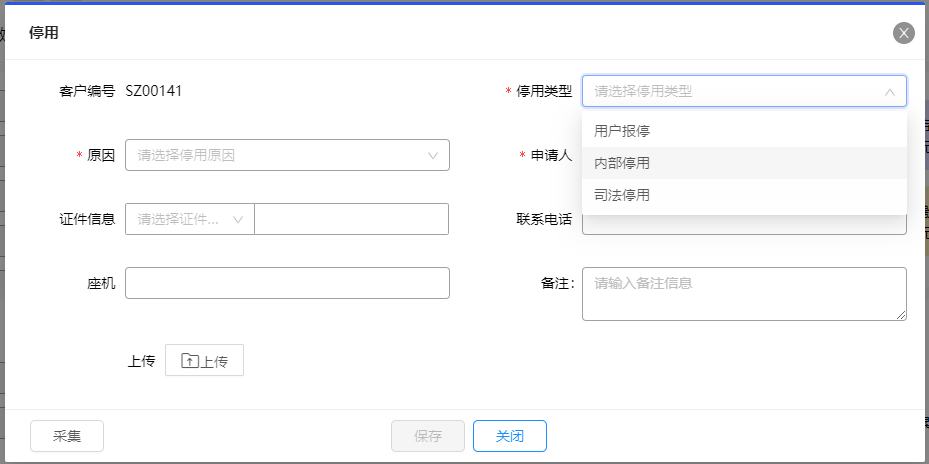 停用
客户编号 SZ00141
* 停用类型 请选择停用类型
用户报停
内部停用
司法停用
* 原因 请选择停用原因
* 申请人
证件信息 请选择证件...
联系电话
座机
备注: 请输入备注信息
上传 上传
采集 保存 关闭